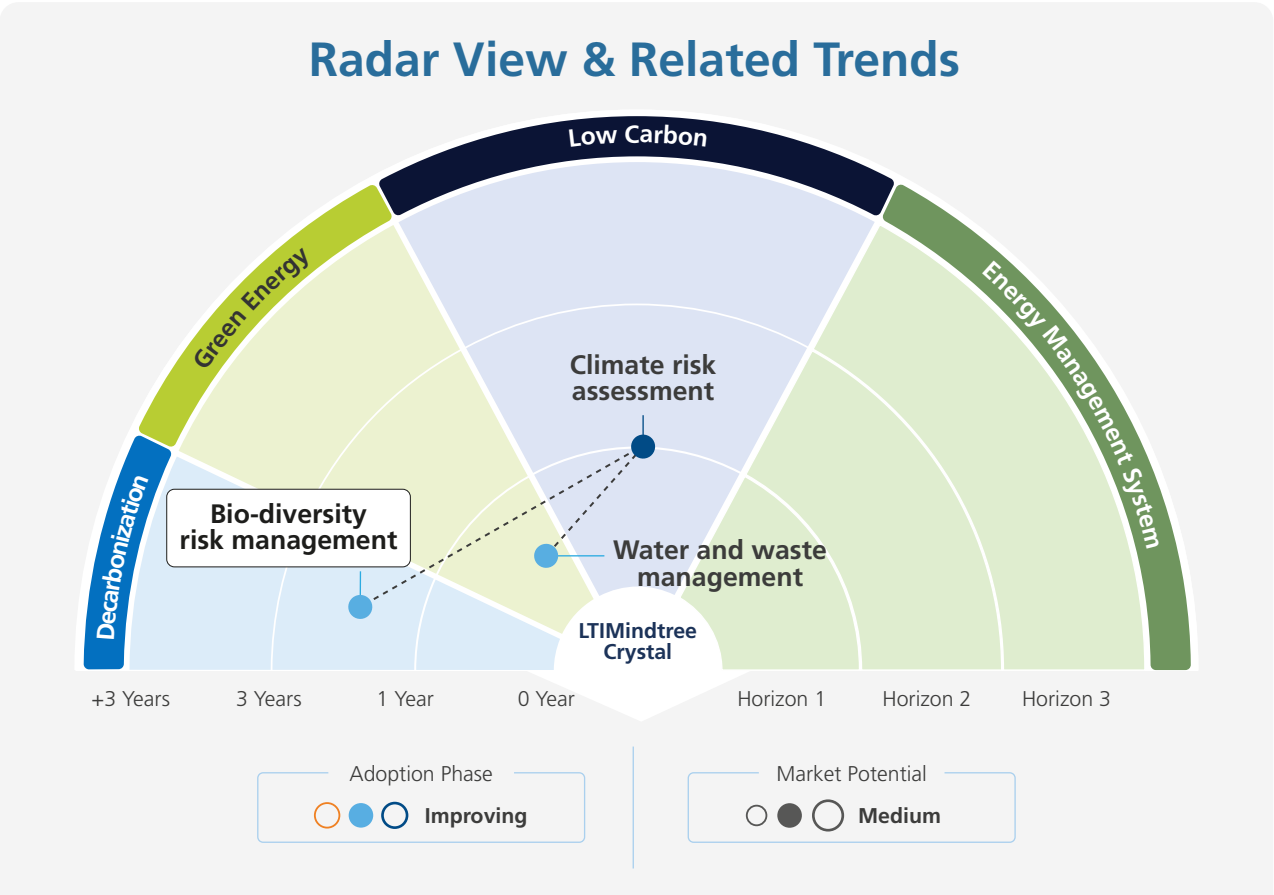 Radar View & Related Trends
Low Carbon
Green Energy
Energy Management System
Decarbonization
Climate risk
assessment
Bio-diversity
risk management
Water and waste
management
LTIMindtree
Crystal
+3 Years
3 Years
1 Year
0 Year
Horizon 1
Horizon 2
Horizon 3
Adoption Phase
Improving
Market Potential
Medium